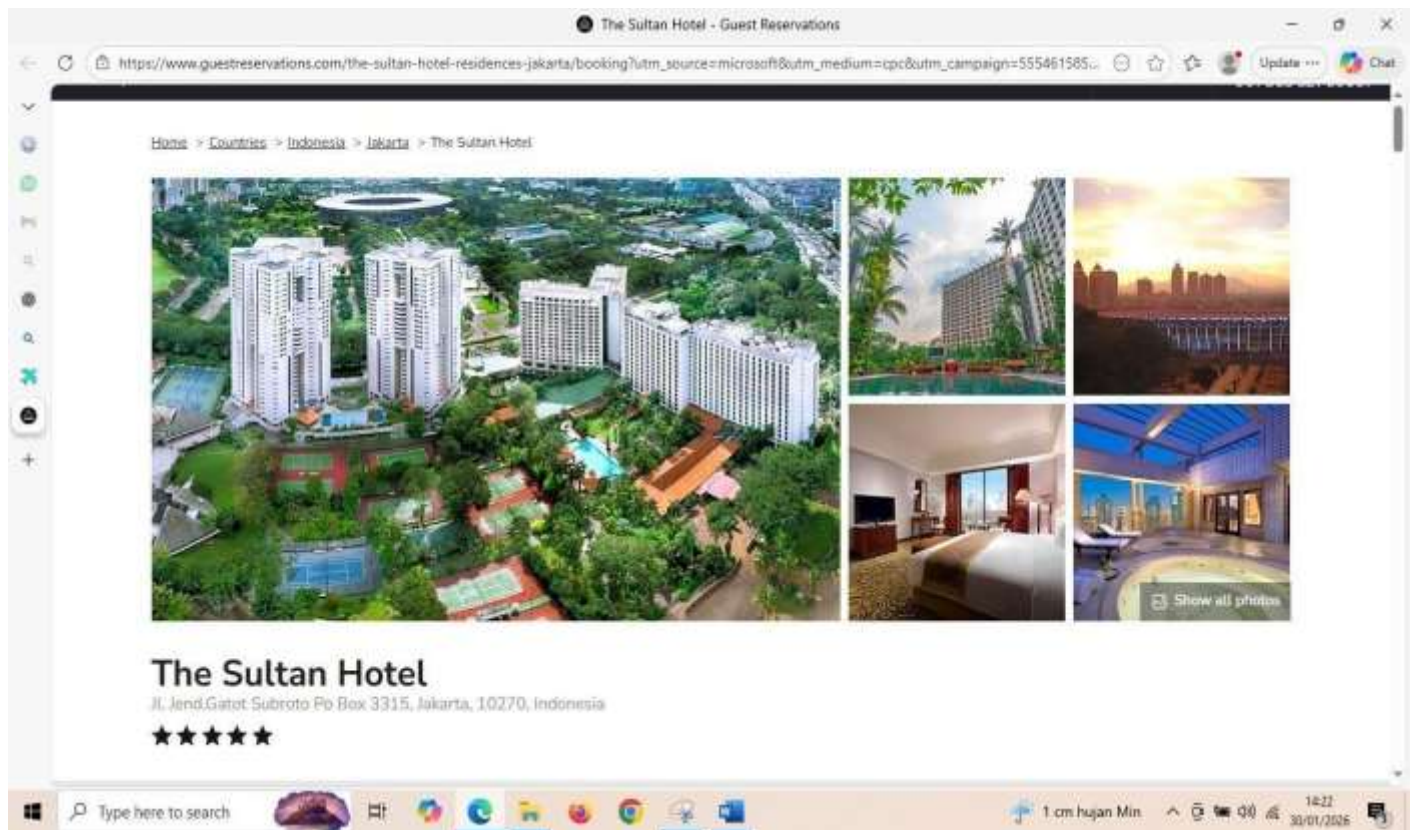 The Sultan Hotel - Guest Reservations
https://www.guestreservations.com/the-sultan-hotel-residences-jakarta/booking?utm_source=microsoft&utm_medium=cpc&utm_campaign=555461585...
Update ...
Chat
Home > Countries > Indonesia > Jakarta > The Sultan Hotel
Show all photos
The Sultan Hotel
Jl. Jend.Gatot Subroto Po Box 3315, Jakarta, 10270, Indonesia
Type here to search
1 cm hujan Min
14:22
30/01/2026